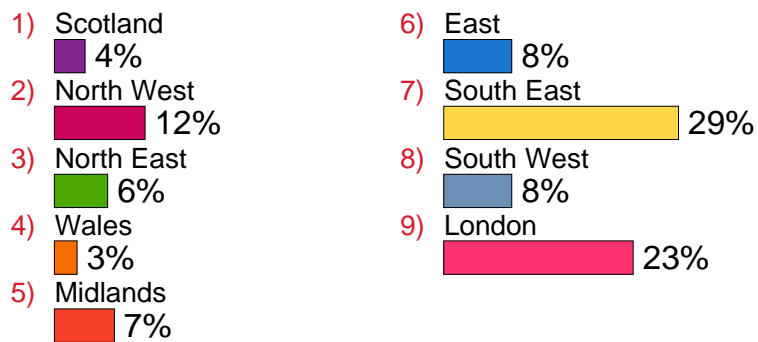 1) Scotland
4%
2) North West
12%
3) North East
6%
4) Wales
3%
5) Midlands
7%
6) East
8%
7) South East
29%
8) South West
8%
9) London
23%